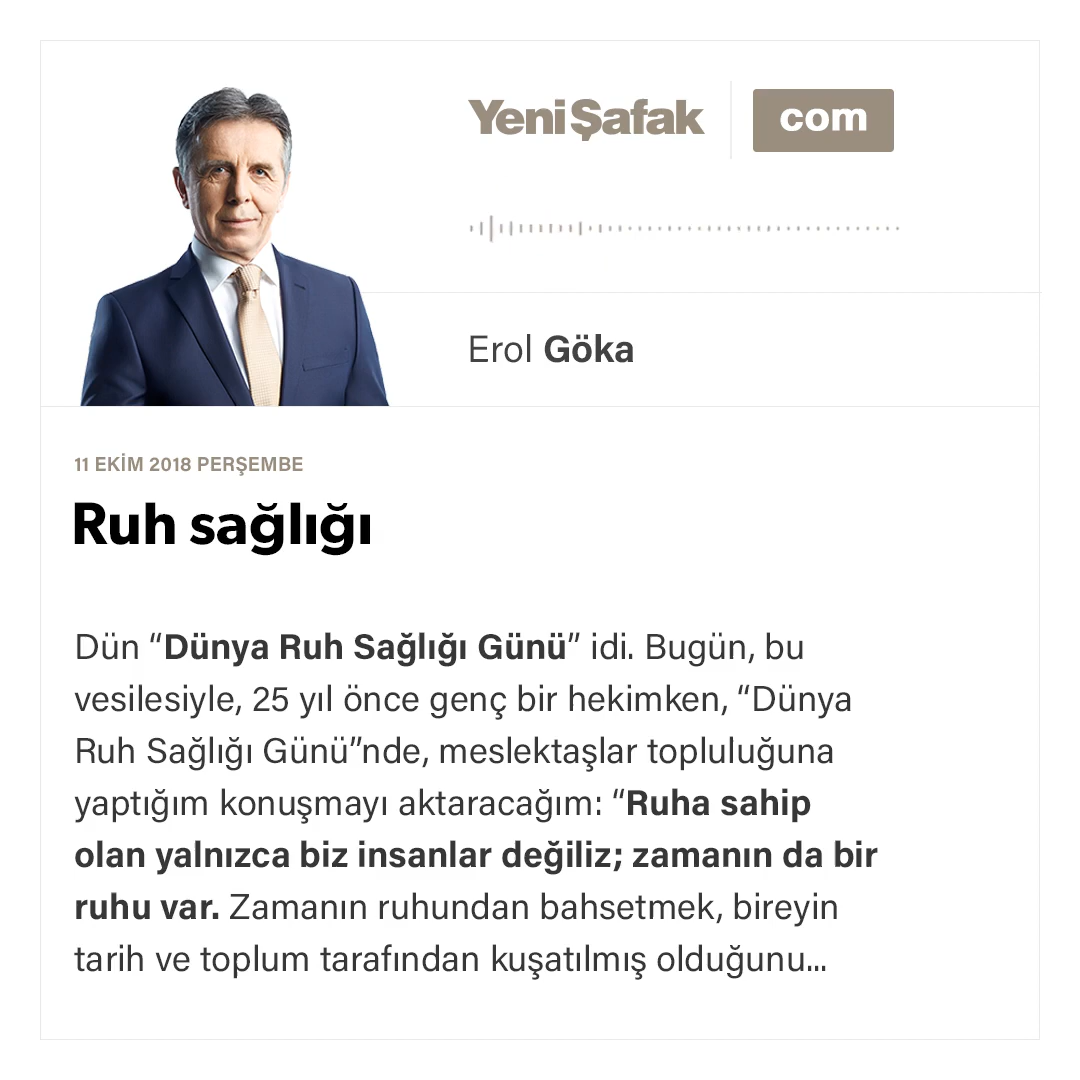 YeniŞafak com
Erol Göka
11 EKİM 2018 PERŞEMBE
Ruh sağlığı
Dün “Dünya Ruh Sağlığı Günü” idi. Bugün, bu
vesilesiyle, 25 yıl önce genç bir hekimken, “Dünya
Ruh Sağlığı Günü”nde, meslektaşlar topluluğuna
yaptığım konuşmayı aktaracağım: “Ruha sahip
olan yalnızca biz insanlar değiliz; zamanın da bir
ruhu var. Zamanın ruhundan bahsetmek, bireyin
tarih ve toplum tarafından kuşatılmış olduğunu...